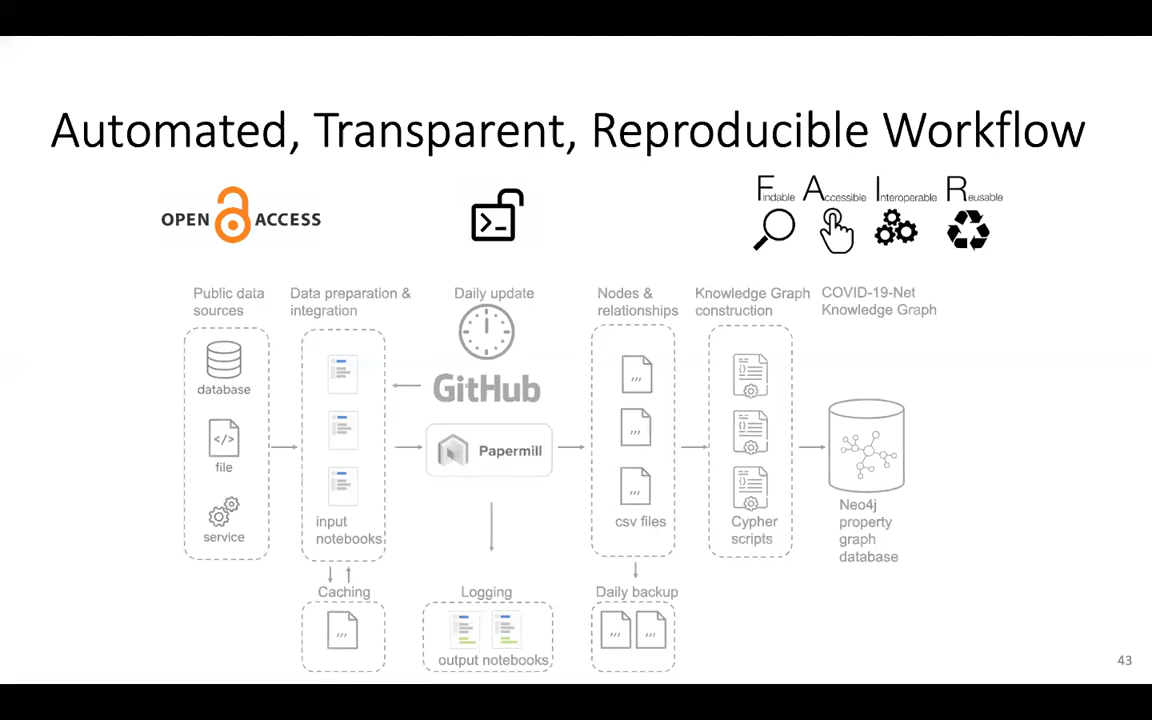 Automated, Transparent, Reproducible Workflow
OPEN ACCESS
Findable Accessible Interoperable Reusable
Public data
sources
Data preparation &
integration
Daily update
Nodes &
relationships
Knowledge Graph
construction
COVID-19-Net
Knowledge Graph
database
</>
file
service
input
notebooks
GitHub
Papermill
csv files
Cypher
scripts
Neo4j
property
graph
database
Caching
Logging
output notebooks
Daily backup
43